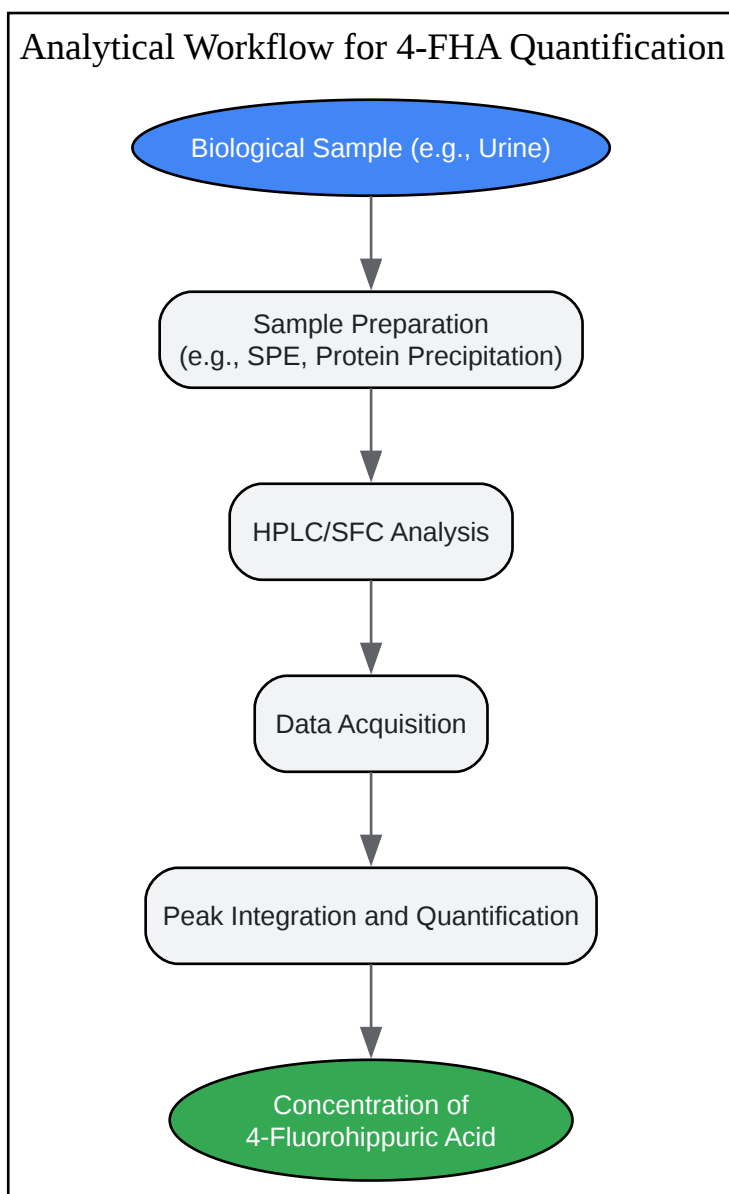 Analytical Workflow for 4-FHA Quantification
Biological Sample (e.g., Urine)
Sample Preparation
(e.g., SPE, Protein Precipitation)
HPLC/SFC Analysis
Data Acquisition
Peak Integration and Quantification
Concentration of
4-Fluorohippuric Acid